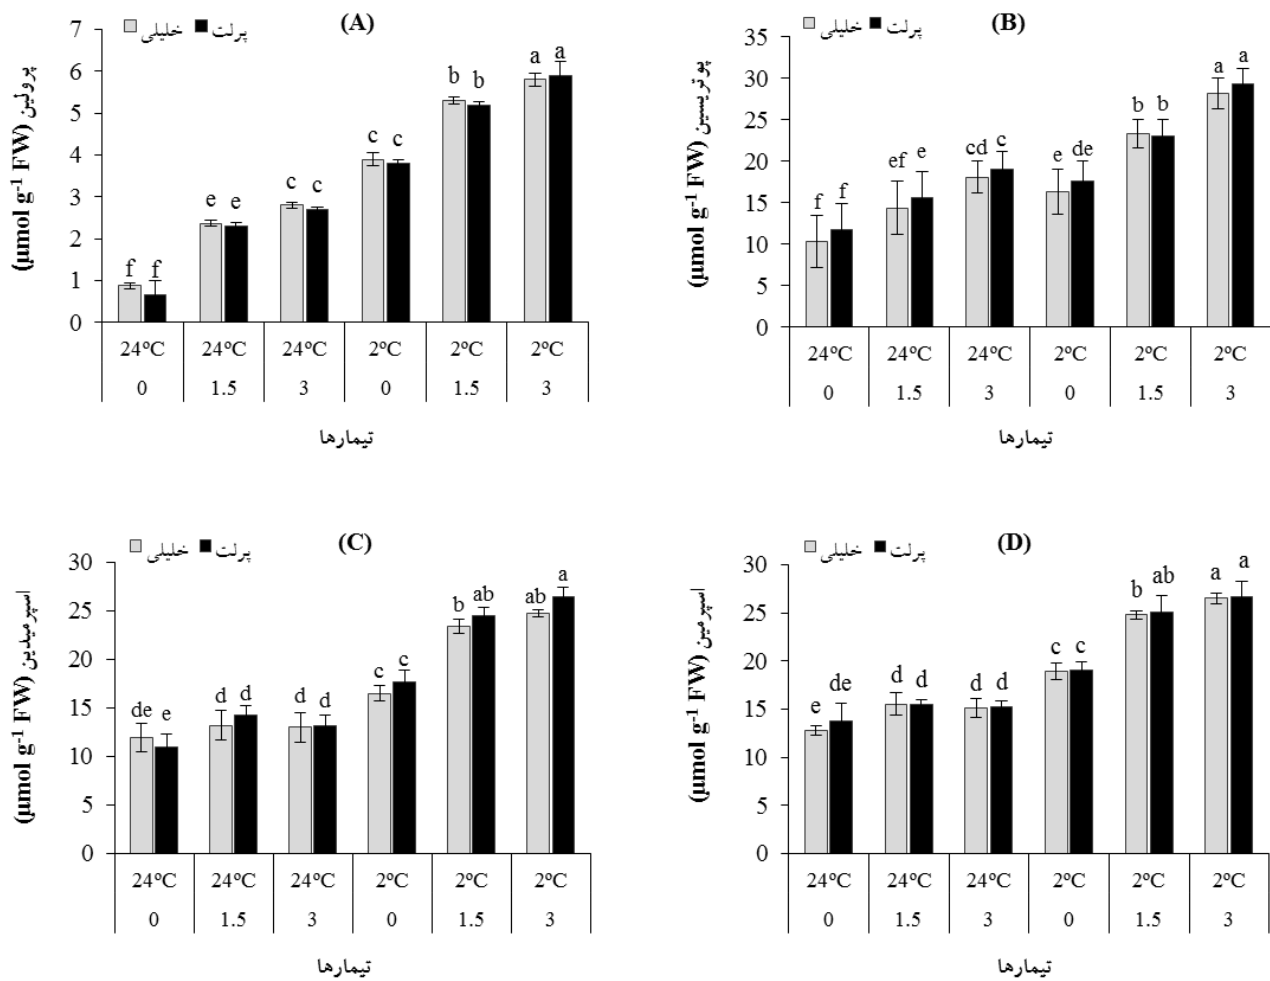 (A)
خلیلی پرلت
پرولین (µmol g-1 FW)
7
6
5
4
3
2
1
0
f f e e c c c c b b a a
24ºC 24ºC 24ºC 2ºC 2ºC 2ºC
0 1.5 3 0 1.5 3
تیمارها
(B)
خلیلی پرلت
پوتریسین (µmol g-1 FW)
35
30
25
20
15
10
5
0
f f ef e cd c e de b b a a
24ºC 24ºC 24ºC 2ºC 2ºC 2ºC
0 1.5 3 0 1.5 3
تیمارها
(C)
خلیلی پرلت
اسپرمیدین (µmol g-1 FW)
30
25
20
15
10
5
0
de e d d d d c c b ab ab a
24ºC 24ºC 24ºC 2ºC 2ºC 2ºC
0 1.5 3 0 1.5 3
تیمارها
(D)
خلیلی پرلت
اسپرمین (µmol g-1 FW)
30
25
20
15
10
5
0
e de d d d d c c b ab a a
24ºC 24ºC 24ºC 2ºC 2ºC 2ºC
0 1.5 3 0 1.5 3
تیمارها